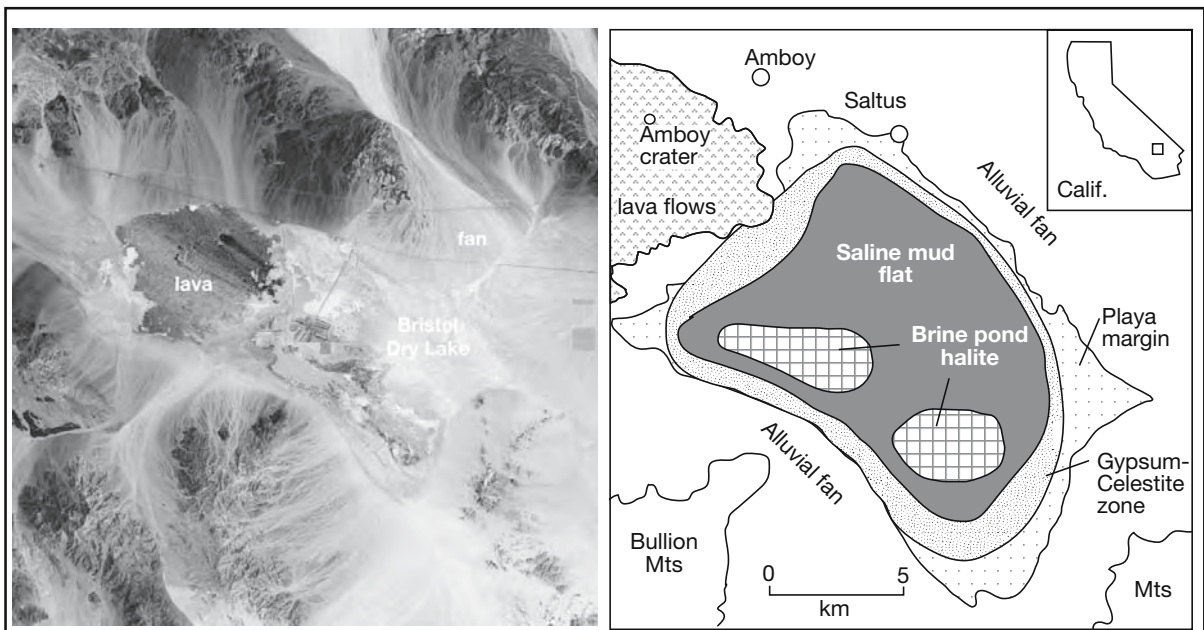 fan
lava
Bristol
Dry Lake
Amboy
Saltus
Calif.
Amboy
crater
lava flows
Alluvial fan
Saline mud
flat
Playa
margin
Brine pond
halite
Alluvial fan
Gypsum-
Celestite
zone
Bullion
Mts
0 5
km
Mts